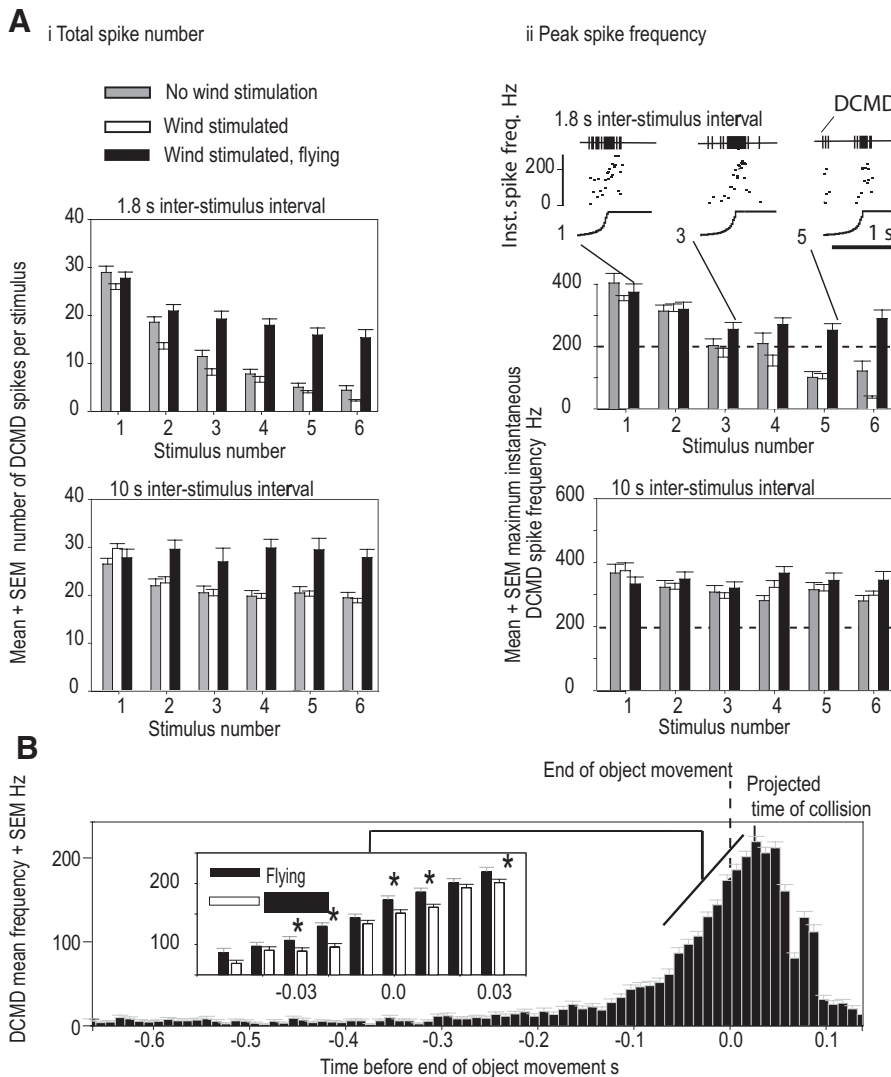 A
i Total spike number
No wind stimulation
Wind stimulated
Wind stimulated, flying
1.8 s inter-stimulus interval
40
30
20
10
0
1 2 3 4 5 6
Stimulus number
10 s inter-stimulus interval
40
30
20
10
0
1 2 3 4 5 6
Stimulus number
Mean + SEM number of DCMD spikes per stimulus
ii Peak spike frequency
DCMD
1.8 s inter-stimulus interval
Inst. spike freq. Hz
200
0
1 3 5
1 s
400
200
0
1 2 3 4 5 6
Stimulus number
10 s inter-stimulus interval
600
400
200
0
1 2 3 4 5 6
Stimulus number
Mean + SEM maximum instantaneous
DCMD spike frequency Hz
B
End of object movement
Projected
time of collision
DCMD mean frequency + SEM Hz
200
100
0
Flying
200
100
* * * * *
-0.03 0.0 0.03
-0.6 -0.5 -0.4 -0.3 -0.2 -0.1 0.0 0.1
Time before end of object movement s